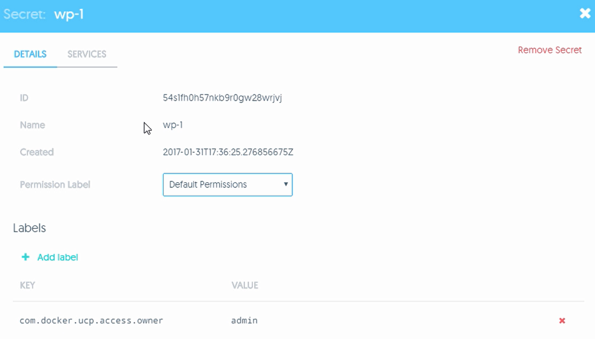 Secret: wp-1
DETAILS SERVICES
Remove Secret
ID 54s1fh0h57nkb9r0gw28wrjvj
Name wp-1
Created 2017-01-31T17:36:25.276856675Z
Permission Label Default Permissions
Labels
+ Add label
KEY VALUE
com.docker.ucp.access.owner admin